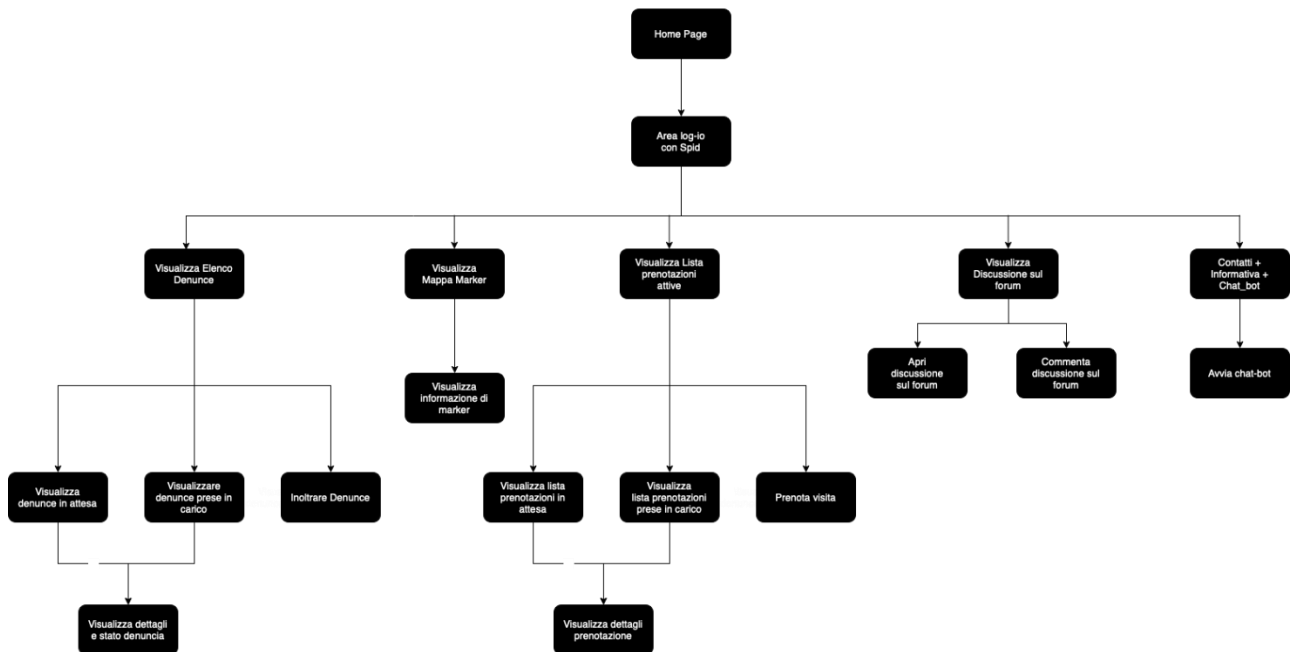 Home Page
Area log-io
con Spid
Visualizza Elenco
Denunce
Visualizza
Mappa Marker
Visualizza Lista
prenotazioni
attive
Visualizza
Discussione sul
forum
Contatti +
Informativa +
Chat_bot
Apri
discussione
sul forum
Commenta
discussione sul
forum
Avvia chat-bot
Visualizza
informazione di
marker
Visualizza
denunce in attesa
Visualizzare
denunce prese in
carico
Inoltrare Denunce
Visualizza lista
prenotazioni in
attesa
Visualizza
lista prenotazioni
prese in carico
Prenota visita
Visualizza dettagli
e stato denuncia
Visualizza dettagli
prenotazione